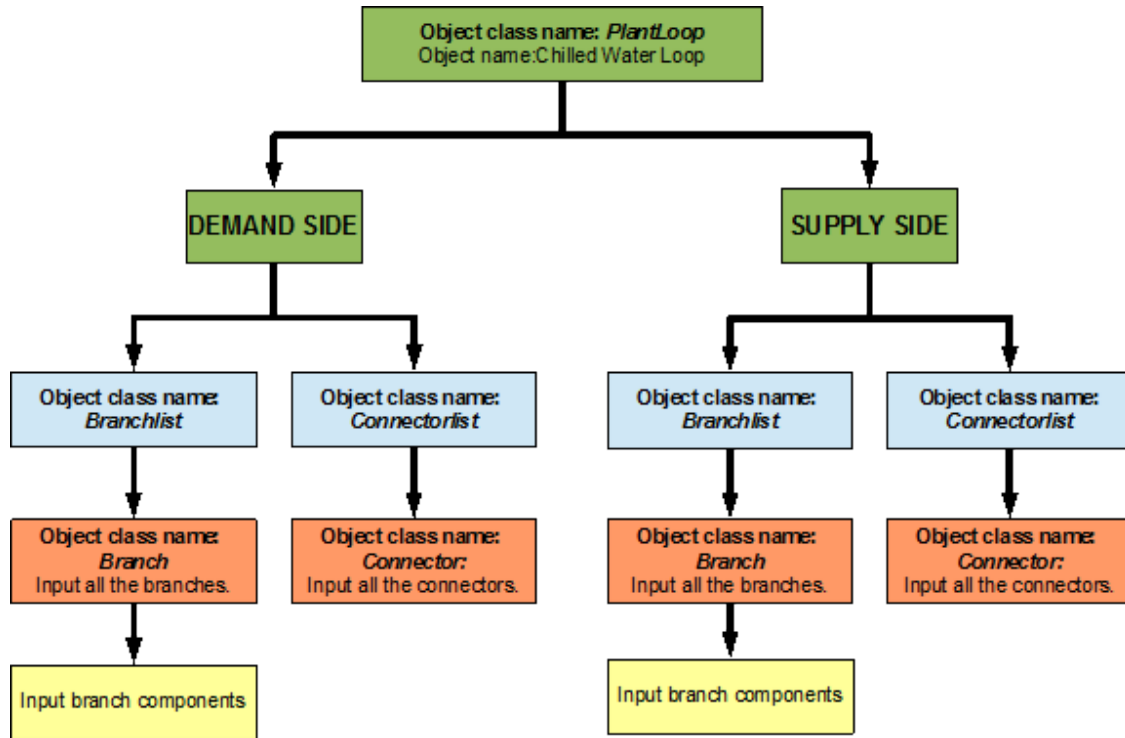 Object class name: PlantLoop
Object name:Chilled Water Loop
DEMAND SIDE
SUPPLY SIDE
Object class name:
Branchlist
Object class name:
Connectorlist
Object class name:
Branchlist
Object class name:
Connectorlist
Object class name:
Branch
Input all the branches.
Object class name:
Connector:
Input all the connectors.
Object class name:
Branch
Input all the branches.
Object class name:
Connector:
Input all the connectors.
Input branch components
Input branch components